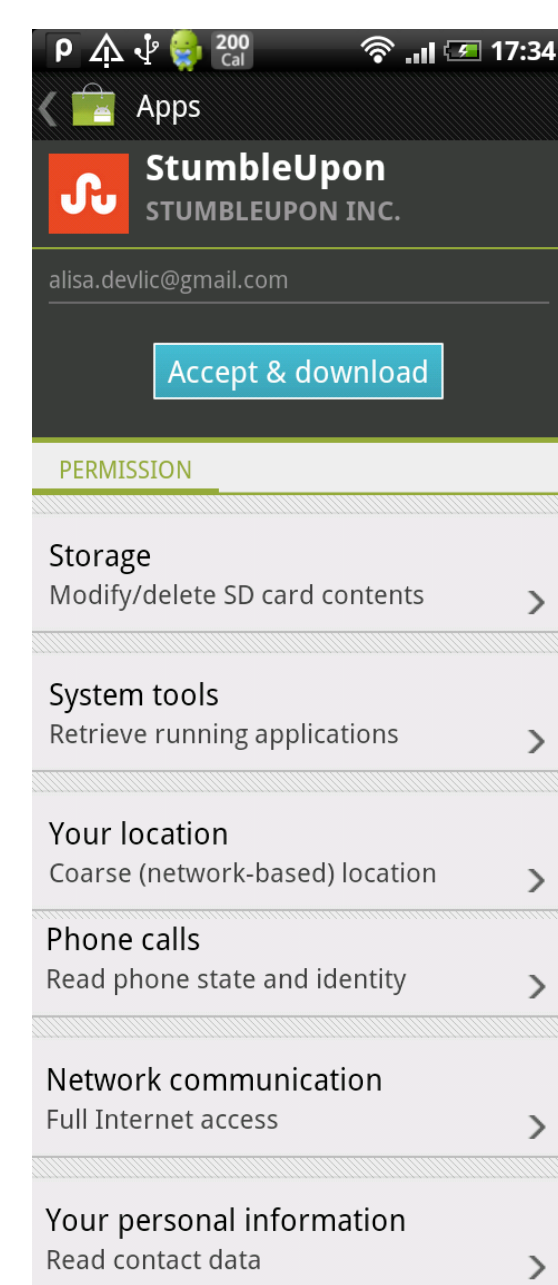 ρ 200 17:34
Cal
Apps
StumbleUpon
STUMBLEUPON INC.
alisa.devlic@gmail.com
Accept & download
PERMISSION
Storage
Modify/delete SD card contents
System tools
Retrieve running applications
Your location
Coarse (network-based) location
Phone calls
Read phone state and identity
Network communication
Full Internet access
Your personal information
Read contact data